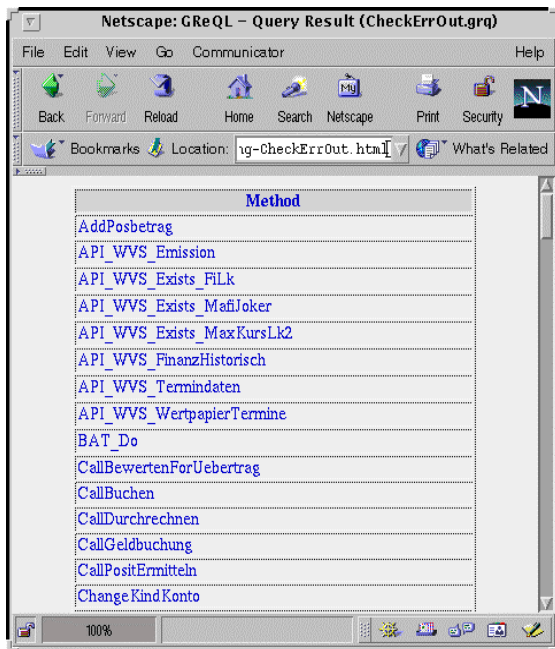 Netscape: GReQL – Query Result (CheckErrOut.grq)
File Edit View Go Communicator Help
Back Forward Reload Home Search Netscape Print Security
My
N
Bookmarks Location: ng-CheckErrOut.html What's Related
Method
AddPosbetrag
API_WVS_Emission
API_WVS_Exists_FiLk
API_WVS_Exists_MafiJoker
API_WVS_Exists_MaxKursLk2
API_WVS_FinanzHistorisch
API_WVS_Termindaten
API_WVS_WertpapierTermine
BAT_Do
CallBewertenForUebertrag
CallBuchen
CallDurchrechnen
CallGeldbuchung
CallPositErmitteln
ChangeKindKonto
100%